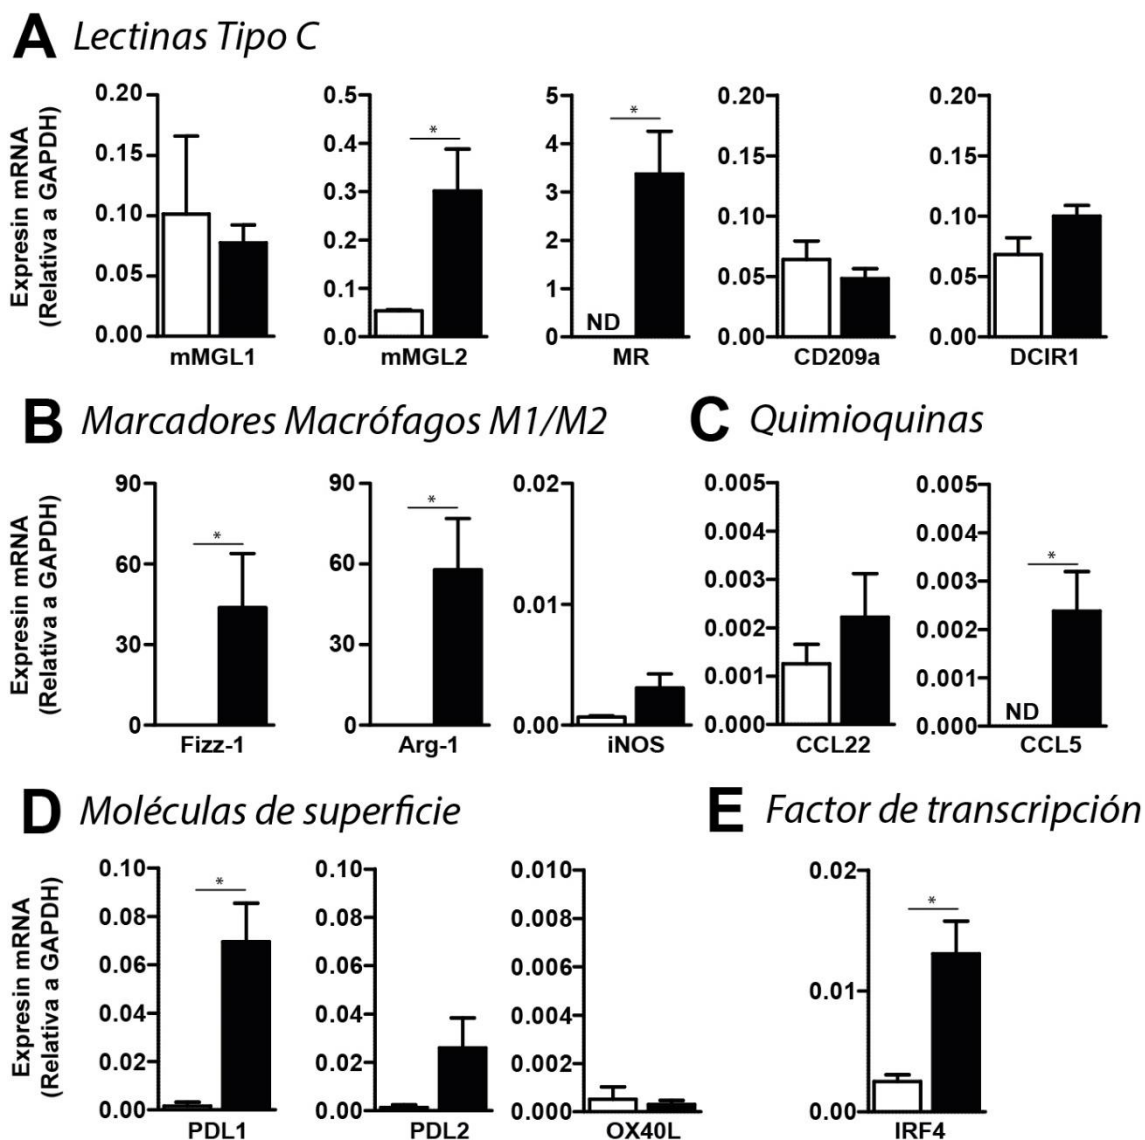 A Lectinas Tipo C
Expresin mRNA
(Relativa a GAPDH)
0.20
0.15
0.10
0.05
0.00
mMGL1
0.5
0.4
0.3
0.2
0.1
0.0
*
mMGL2
5
4
3
2
1
0
*
ND
MR
0.20
0.15
0.10
0.05
0.00
CD209a
0.20
0.15
0.10
0.05
0.00
DCIR1
B Marcadores Macrófagos M1/M2
Expresin mRNA
(Relativa a GAPDH)
90
60
30
0
*
Fizz-1
90
60
30
0
*
Arg-1
0.02
0.01
0.00
iNOS
C Quimioquinas
0.005
0.004
0.003
0.002
0.001
0.000
CCL22
0.005
0.004
0.003
0.002
0.001
0.000
*
ND
CCL5
D Moléculas de superficie
Expresin mRNA
(Relativa a GAPDH)
0.10
0.08
0.06
0.04
0.02
0.00
*
PDL1
0.10
0.08
0.06
0.04
0.02
0.00
PDL2
0.010
0.008
0.006
0.004
0.002
0.000
OX40L
E Factor de transcripción
0.02
0.01
0.00
*
IRF4